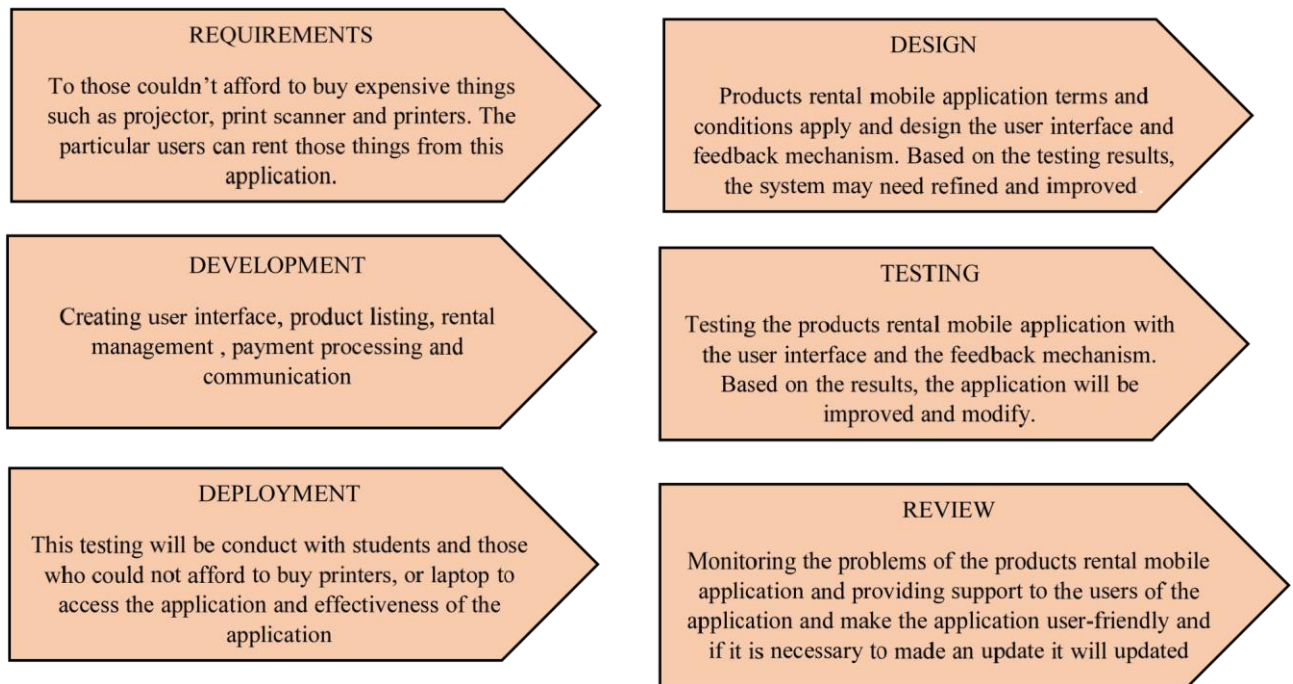 REQUIREMENTS
To those couldn't afford to buy expensive things
such as projector, print scanner and printers. The
particular users can rent those things from this
application.
DESIGN
Products rental mobile application terms and
conditions apply and design the user interface and
feedback mechanism. Based on the testing results,
the system may need refined and improved.
DEVELOPMENT
Creating user interface, product listing, rental
management , payment processing and
communication
TESTING
Testing the products rental mobile application with
the user interface and the feedback mechanism.
Based on the results, the application will be
improved and modify.
DEPLOYMENT
This testing will be conduct with students and those
who could not afford to buy printers, or laptop to
access the application and effectiveness of the
application
REVIEW
Monitoring the problems of the products rental mobile
application and providing support to the users of the
application and make the application user-friendly and
if it is necessary to made an update it will updated